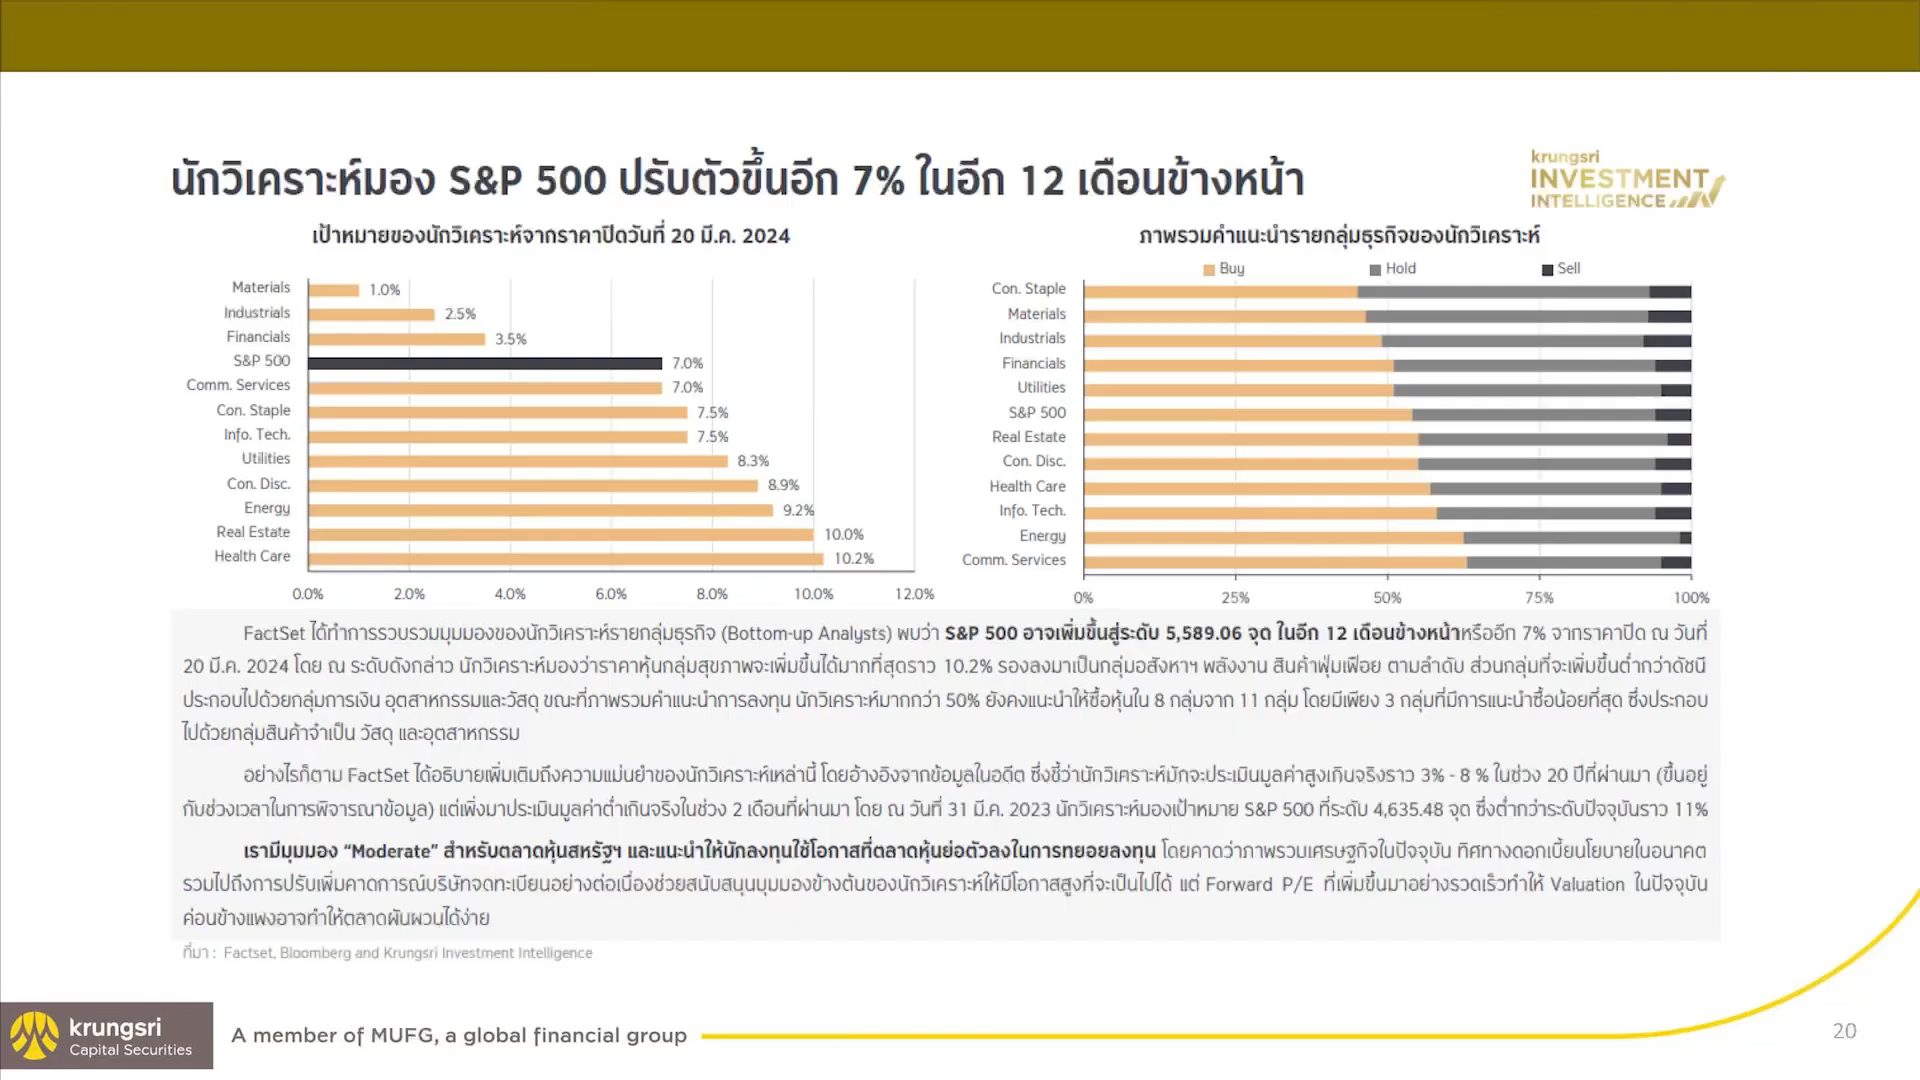 นักวิเคราะห์มอง S&P 500 ปรับตัวขึ้นอีก 7% ในอีก 12 เดือนข้างหน้า
krungsri
INVESTMENT
INTELLIGENCE
เป้าหมายของนักวิเคราะห์จากราคาปิดวันที่ 20 มี.ค. 2024
Materials 1.0%
Industrials 2.5%
Financials 3.5%
S&P 500 7.0%
Comm. Services 7.0%
Con. Staple 7.5%
Info. Tech. 7.5%
Utilities 8.3%
Con. Disc. 8.9%
Energy 9.2%
Real Estate 10.0%
Health Care 10.2%
0.0% 2.0% 4.0% 6.0% 8.0% 10.0% 12.0%
ภาพรวมคำแนะนำรายกลุ่มธุรกิจของนักวิเคราะห์
Buy Hold Sell
Con. Staple
Materials
Industrials
Financials
Utilities
S&P 500
Real Estate
Con. Disc.
Health Care
Info. Tech.
Energy
Comm. Services
0% 25% 50% 75% 100%
FactSet ได้ทำการรวบรวมมุมมองของนักวิเคราะห์รายกลุ่มธุรกิจ (Bottom-up Analysts) พบว่า S&P 500 อาจเพิ่มขึ้นสู่ระดับ 5,589.06 จุด ในอีก 12 เดือนข้างหน้าหรืออีก 7% จากราคาปิด ณ วันที่
20 มี.ค. 2024 โดย ณ ระดับดังกล่าว นักวิเคราะห์มองว่าราคาหุ้นกลุ่มสุขภาพจะเพิ่มขึ้นได้มากที่สุดราว 10.2% รองลงมาเป็นกลุ่มอสังหาฯ พลังงาน สินค้าฟุ่มเฟือย ตามลำดับ ส่วนกลุ่มที่จะเพิ่มขึ้นต่ำกว่าดัชนี
ประกอบไปด้วยกลุ่มการเงิน อุตสาหกรรมและวัสดุ ขณะที่ภาพรวมคำแนะนำการลงทุน นักวิเคราะห์มากกว่า 50% ยังคงแนะนำให้ซื้อหุ้นใน 8 กลุ่มจาก 11 กลุ่ม โดยมีเพียง 3 กลุ่มที่มีการแนะนำซื้อน้อยที่สุด ซึ่งประกอบ
ไปด้วยกลุ่มสินค้าจำเป็น วัสดุ และอุตสาหกรรม
อย่างไรก็ตาม FactSet ได้อธิบายเพิ่มเติมถึงความแม่นยำของนักวิเคราะห์เหล่านี้ โดยอ้างอิงจากข้อมูลในอดีต ซึ่งชี้ว่านักวิเคราะห์มักจะประเมินมูลค่าสูงเกินจริงราว 3% - 8 % ในช่วง 20 ปีที่ผ่านมา (ขึ้นอยู่
กับช่วงเวลาในการพิจารณาข้อมูล) แต่เพิ่งมาประเมินมูลค่าต่ำเกินจริงในช่วง 2 เดือนที่ผ่านมา โดย ณ วันที่ 31 มี.ค. 2023 นักวิเคราะห์มองเป้าหมาย S&P 500 ที่ระดับ 4,635.48 จุด ซึ่งต่ำกว่าระดับปัจจุบันราว 11%
เรามีมุมมอง “Moderate” สำหรับตลาดหุ้นสหรัฐฯ และแนะนำให้นักลงทุนใช้โอกาสที่ตลาดหุ้นย่อตัวลงในการทยอยลงทุน โดยคาดว่าภาพรวมเศรษฐกิจในปัจจุบัน ทิศทางดอกเบี้ยนโยบายในอนาคต
รวมไปถึงการปรับเพิ่มคาดการณ์บริษัทจดทะเบียนอย่างต่อเนื่องช่วยสนับสนุนมุมมองข้างต้นของนักวิเคราะห์ให้มีโอกาสสูงที่จะเป็นไปได้ แต่ Forward P/E ที่เพิ่มขึ้นมาอย่างรวดเร็วทำให้ Valuation ในปัจจุบัน
ค่อนข้างแพงอาจทำให้ตลาดผันผวนได้ง่าย
ที่มา : Factset, Bloomberg and Krungsri Investment Intelligence
krungsri
Capital Securities
A member of MUFG, a global financial group
20